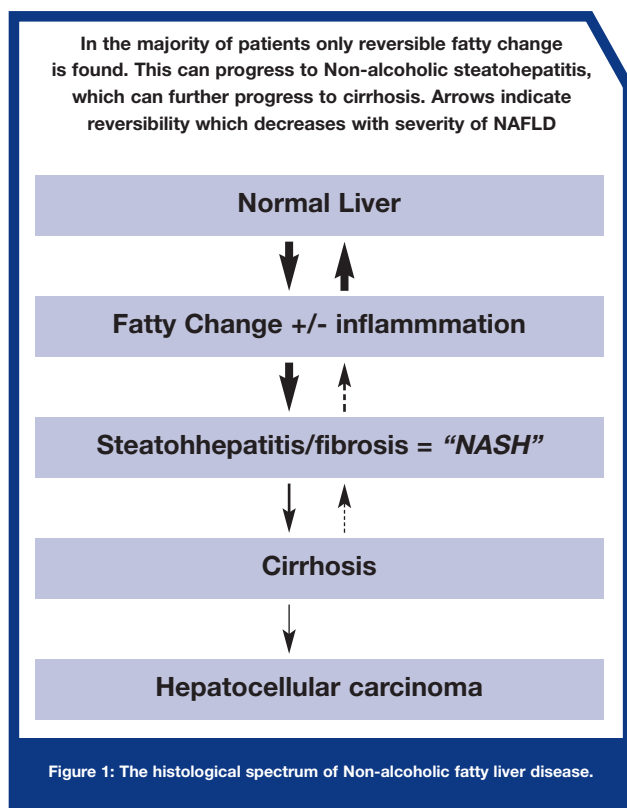 In the majority of patients only reversible fatty change
is found. This can progress to Non-alcoholic steatohepatitis,
which can further progress to cirrhosis. Arrows indicate
reversibility which decreases with severity of NAFLD
Normal Liver
Fatty Change +/- inflammmation
Steatohhepatitis/fibrosis = “NASH”
Cirrhosis
Hepatocellular carcinoma
Figure 1: The histological spectrum of Non-alcoholic fatty liver disease.